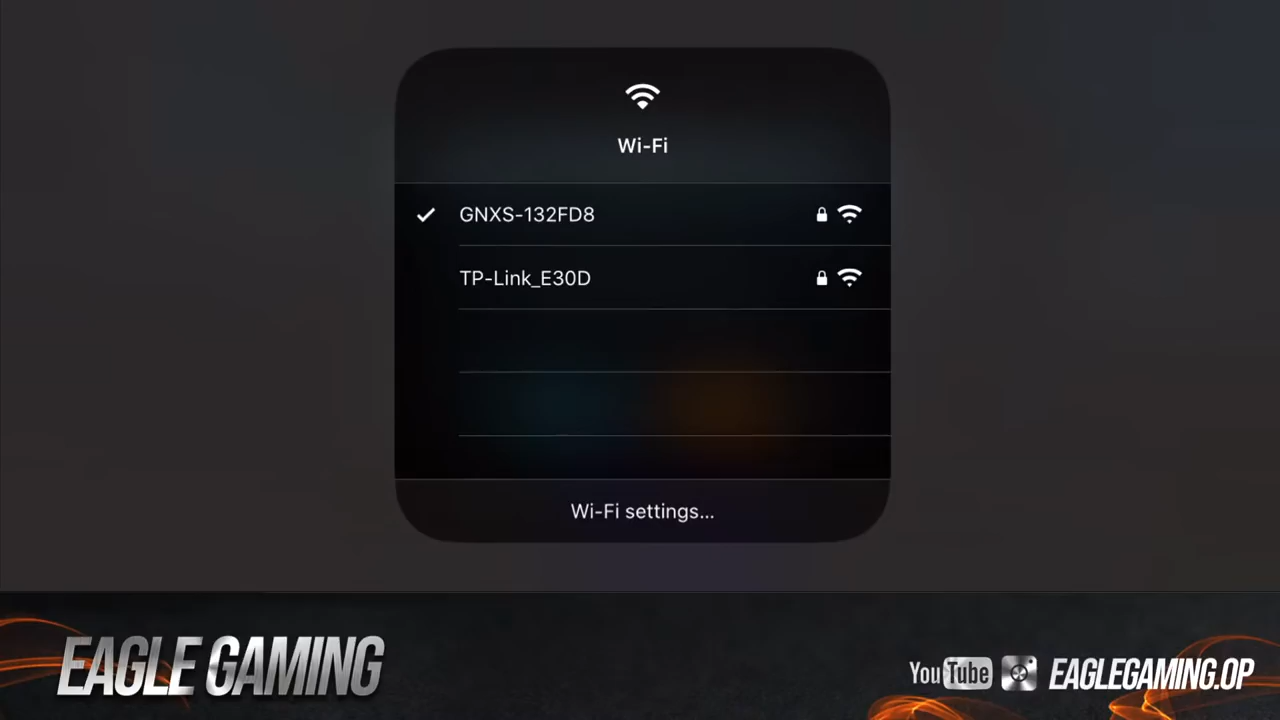 Wi-Fi
GNXS-132FD8
TP-Link_E30D
Wi-Fi settings...
EAGLE GAMING
YouTube EAGLEGAMING.OP